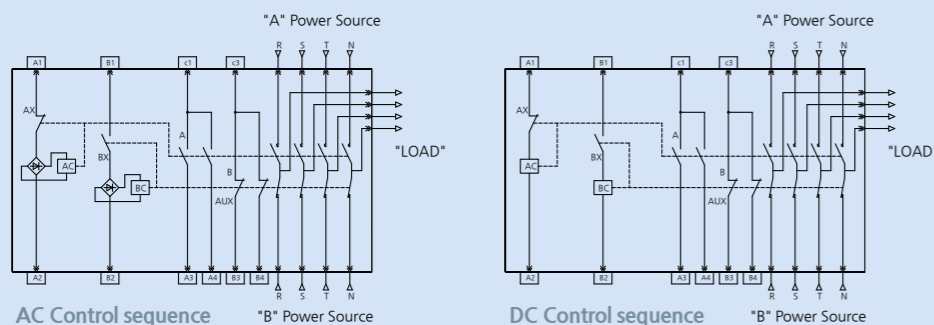 "A" Power Source
"A" Power Source
R S T N
R S T N
A1 B1 c1 c3
A1 B1 c1 c3
AX
AX
A
A
"LOAD"
"LOAD
BX
BX
AC
AC
B
B
BC
BC
AUX
AUX
A2 B2 A3 A4 B3 B4
A2 B2 A3 A4 B3 B4
R S T N
R S T N
AC Control sequence
"B" Power Source
DC Control sequence
"B" Power Source